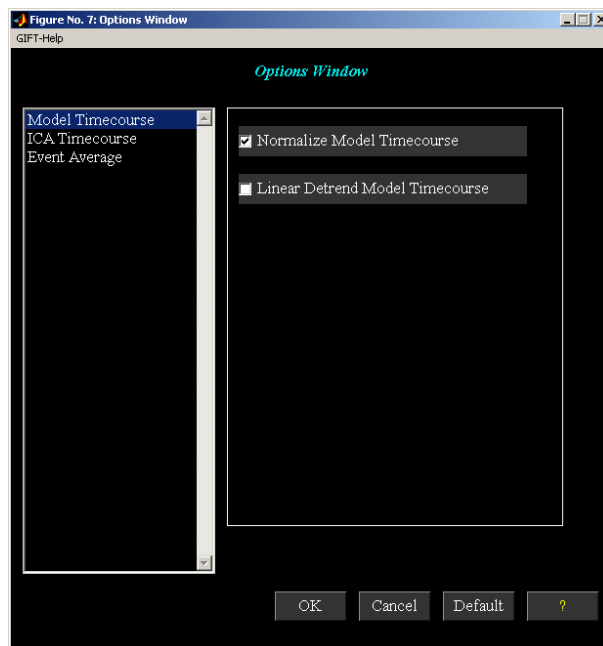 Figure No. 7: Options Window
GIFT-Help
Options Window
Model Timecourse
ICA Timecourse
Event Average
Normalize Model Timecourse
Linear Detrend Model Timecourse
OK
Cancel
Default
?